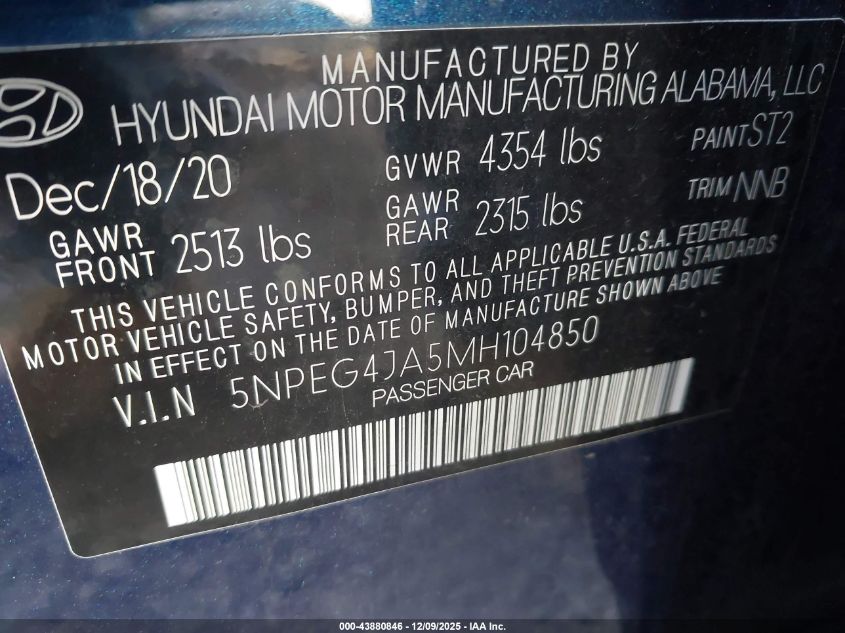 MANUFACTURED BY
HYUNDAI MOTOR MANUFACTURING ALABAMA, LLC
Dec/18/20 GVWR 4354 lbs PAINT ST2
GAWR FRONT 2513 lbs GAWR REAR 2315 lbs TRIM NNB
THIS VEHICLE CONFORMS TO ALL APPLICABLE U.S.A. FEDERAL
MOTOR VEHICLE SAFETY, BUMPER, AND THEFT PREVENTION STANDARDS
IN EFFECT ON THE DATE OF MANUFACTURE SHOWN ABOVE
V.I.N 5NPEG4JA5MH104850
PASSENGER CAR
000-43880846 - 12/09/2025 - IAA Inc.